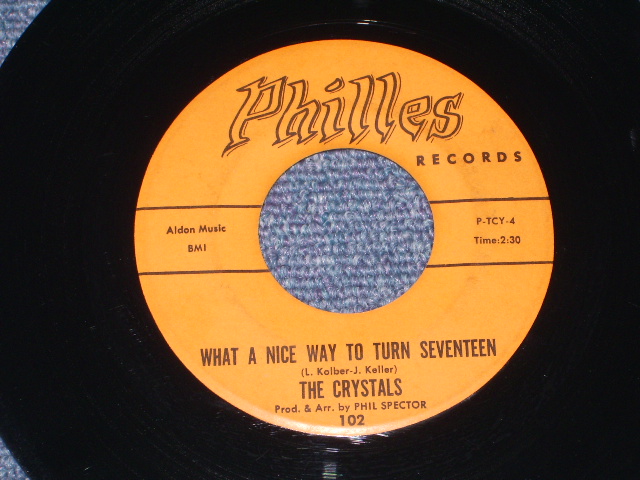 Philles
RECORDS
Aldon Music
BMI
P-TCY-4
Time:2:30
WHAT A NICE WAY TO TURN SEVENTEEN
(L. Kolber-J. Keller)
THE CRYSTALS
Prod. & Arr. by PHIL SPECTOR
102